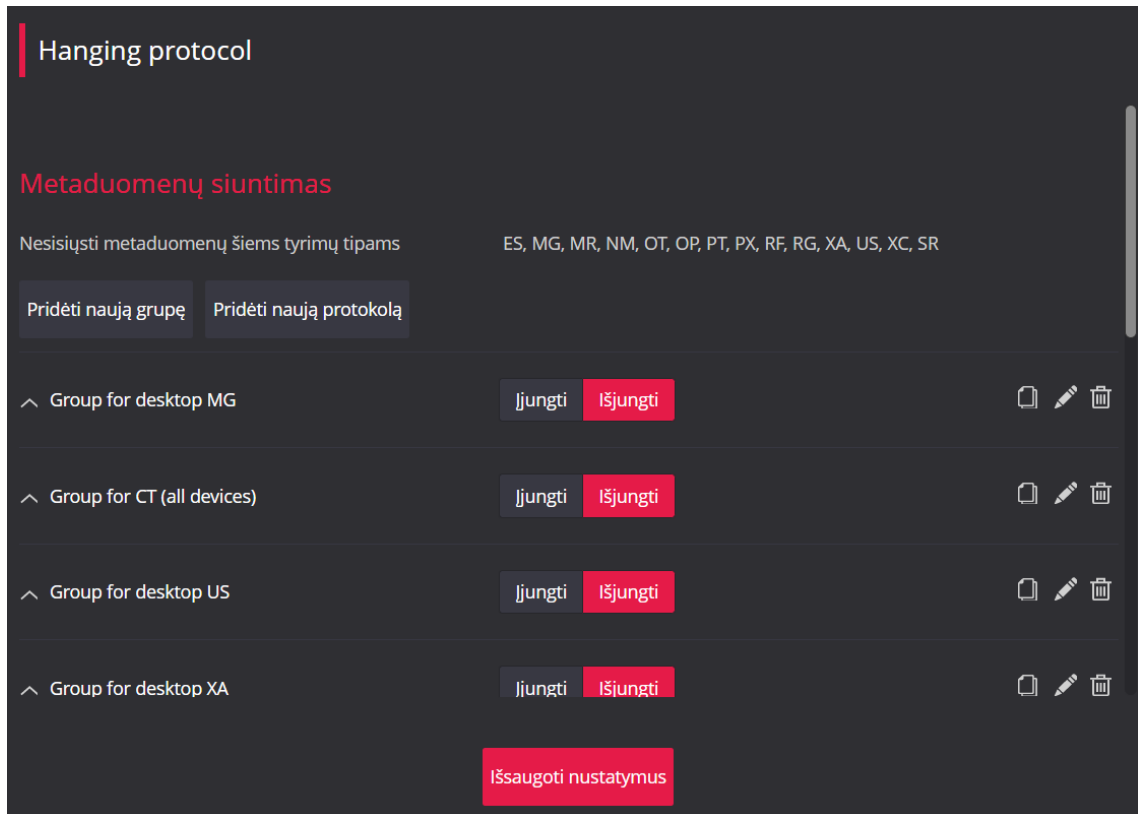 Hanging protocol
Metaduomenų siuntimas
Nesisiųsti metaduomenų šiems tyrimų tipams ES, MG, MR, NM, OT, OP, PT, PX, RF, RG, XA, US, XC, SR
Pridėti naują grupę Pridėti naują protokolą
Group for desktop MG Įjungti Išjungti
Group for CT (all devices) Įjungti Išjungti
Group for desktop US Įjungti Išjungti
Group for desktop XA Įjungti Išjungti
Išsaugoti nustatymus